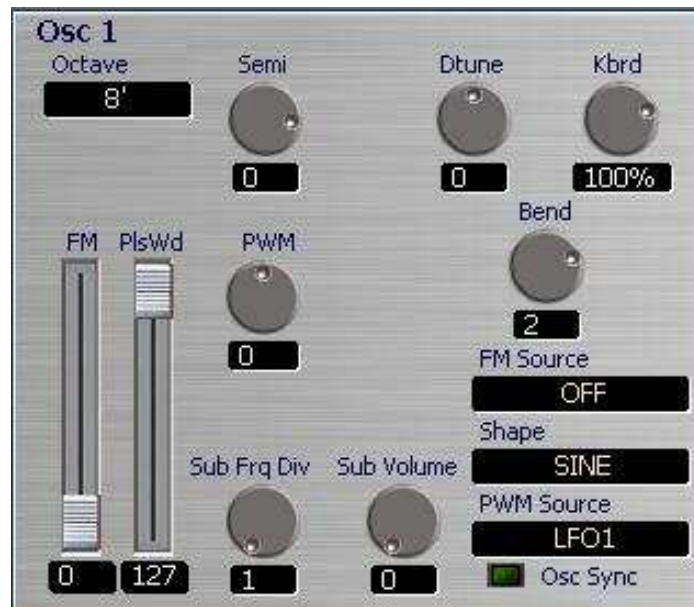 Osc 1
Octave Semi Dtune Kbrd
8'
0 0 100%
Bend
FM PlsWd PWM
2
0
FM Source
OFF
Shape
Sub Frq Div Sub Volume SINE
PWM Source
LFO1
0 127 1 0 Osc Sync